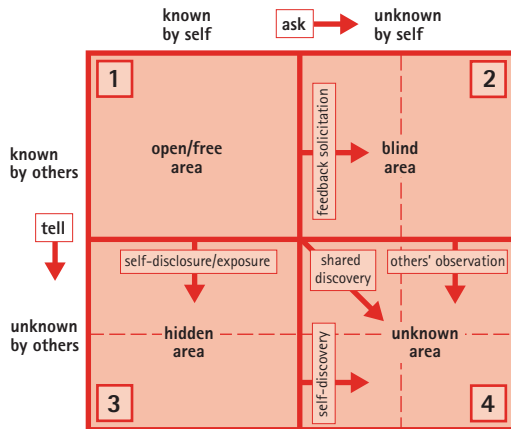 known
by self
ask
unknown
by self
1
2
known
by others
open/free
area
feedback solicitation
blind
area
tell
self-disclosure/exposure
shared
discovery
others' observation
unknown
by others
hidden
area
self-discovery
unknown
area
3
4